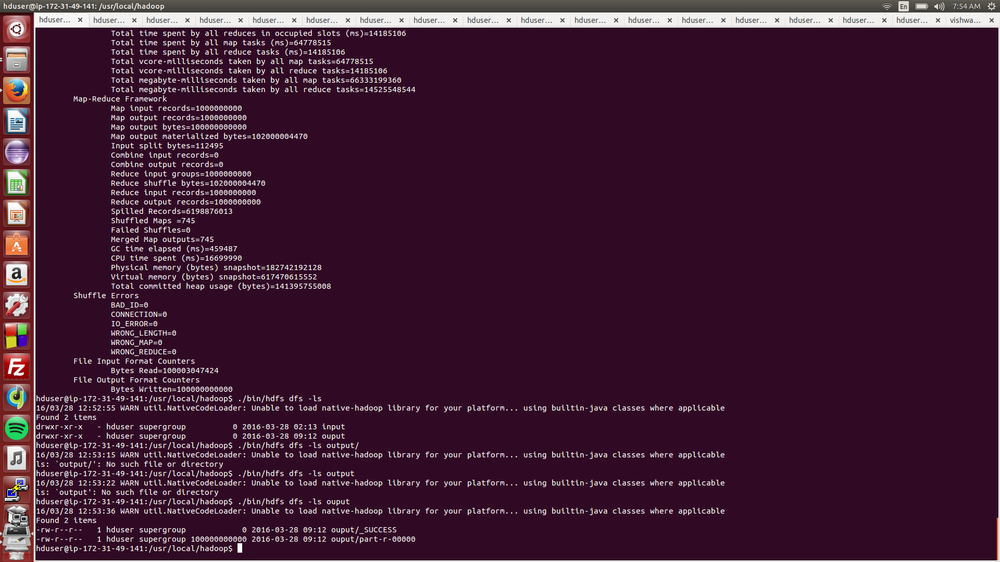 hduser@ip-172-31-49-141: /usr/local/hadoop
En
7:54 AM
hduser... × hduser... × hduser... × hduser... × hduser... × hduser... × hduser... × hduser... × hduser... × hduser... × hduser... × hduser... × hduser... × hduser... × hduser... × hduser... × hduser... × vishwa... ×
Total time spent by all reduces in occupied slots (ms)=14185106
Total time spent by all map tasks (ms)=64778515
Total time spent by all reduce tasks (ms)=14185106
Total vcore-milliseconds taken by all map tasks=64778515
Total vcore-milliseconds taken by all reduce tasks=14185106
Total megabyte-milliseconds taken by all map tasks=66333199360
Total megabyte-milliseconds taken by all reduce tasks=14525548544
Map-Reduce Framework
Map input records=1000000000
Map output records=1000000000
Map output bytes=100000000000
Map output materialized bytes=102000004470
Input split bytes=112495
Combine input records=0
Combine output records=0
Reduce input groups=1000000000
Reduce shuffle bytes=102000004470
Reduce input records=1000000000
Reduce output records=1000000000
Spilled Records=6198876013
Shuffled Maps =745
Failed Shuffles=0
Merged Map outputs=745
GC time elapsed (ms)=459487
CPU time spent (ms)=16699990
Physical memory (bytes) snapshot=182742192128
Virtual memory (bytes) snapshot=617470615552
Total committed heap usage (bytes)=141395755008
Shuffle Errors
BAD_ID=0
CONNECTION=0
IO_ERROR=0
WRONG_LENGTH=0
WRONG_MAP=0
WRONG_REDUCE=0
File Input Format Counters
Bytes Read=100003047424
File Output Format Counters
Bytes Written=100000000000
hduser@ip-172-31-49-141:/usr/local/hadoop$ ./bin/hdfs dfs -ls
16/03/28 12:52:55 WARN util.NativeCodeLoader: Unable to load native-hadoop library for your platform... using builtin-java classes where applicable
Found 2 items
drwxr-xr-x   - hduser supergroup          0 2016-03-28 02:13 input
drwxr-xr-x   - hduser supergroup          0 2016-03-28 09:12 ouput
hduser@ip-172-31-49-141:/usr/local/hadoop$ ./bin/hdfs dfs -ls output/
16/03/28 12:53:15 WARN util.NativeCodeLoader: Unable to load native-hadoop library for your platform... using builtin-java classes where applicable
ls: `output/': No such file or directory
hduser@ip-172-31-49-141:/usr/local/hadoop$ ./bin/hdfs dfs -ls output
16/03/28 12:53:22 WARN util.NativeCodeLoader: Unable to load native-hadoop library for your platform... using builtin-java classes where applicable
ls: `output': No such file or directory
hduser@ip-172-31-49-141:/usr/local/hadoop$ ./bin/hdfs dfs -ls ouput
16/03/28 12:53:36 WARN util.NativeCodeLoader: Unable to load native-hadoop library for your platform... using builtin-java classes where applicable
Found 2 items
-rw-r--r--   1 hduser supergroup            0 2016-03-28 09:12 ouput/_SUCCESS
-rw-r--r--   1 hduser supergroup 100000000000 2016-03-28 09:12 ouput/part-r-00000
hduser@ip-172-31-49-141:/usr/local/hadoop$